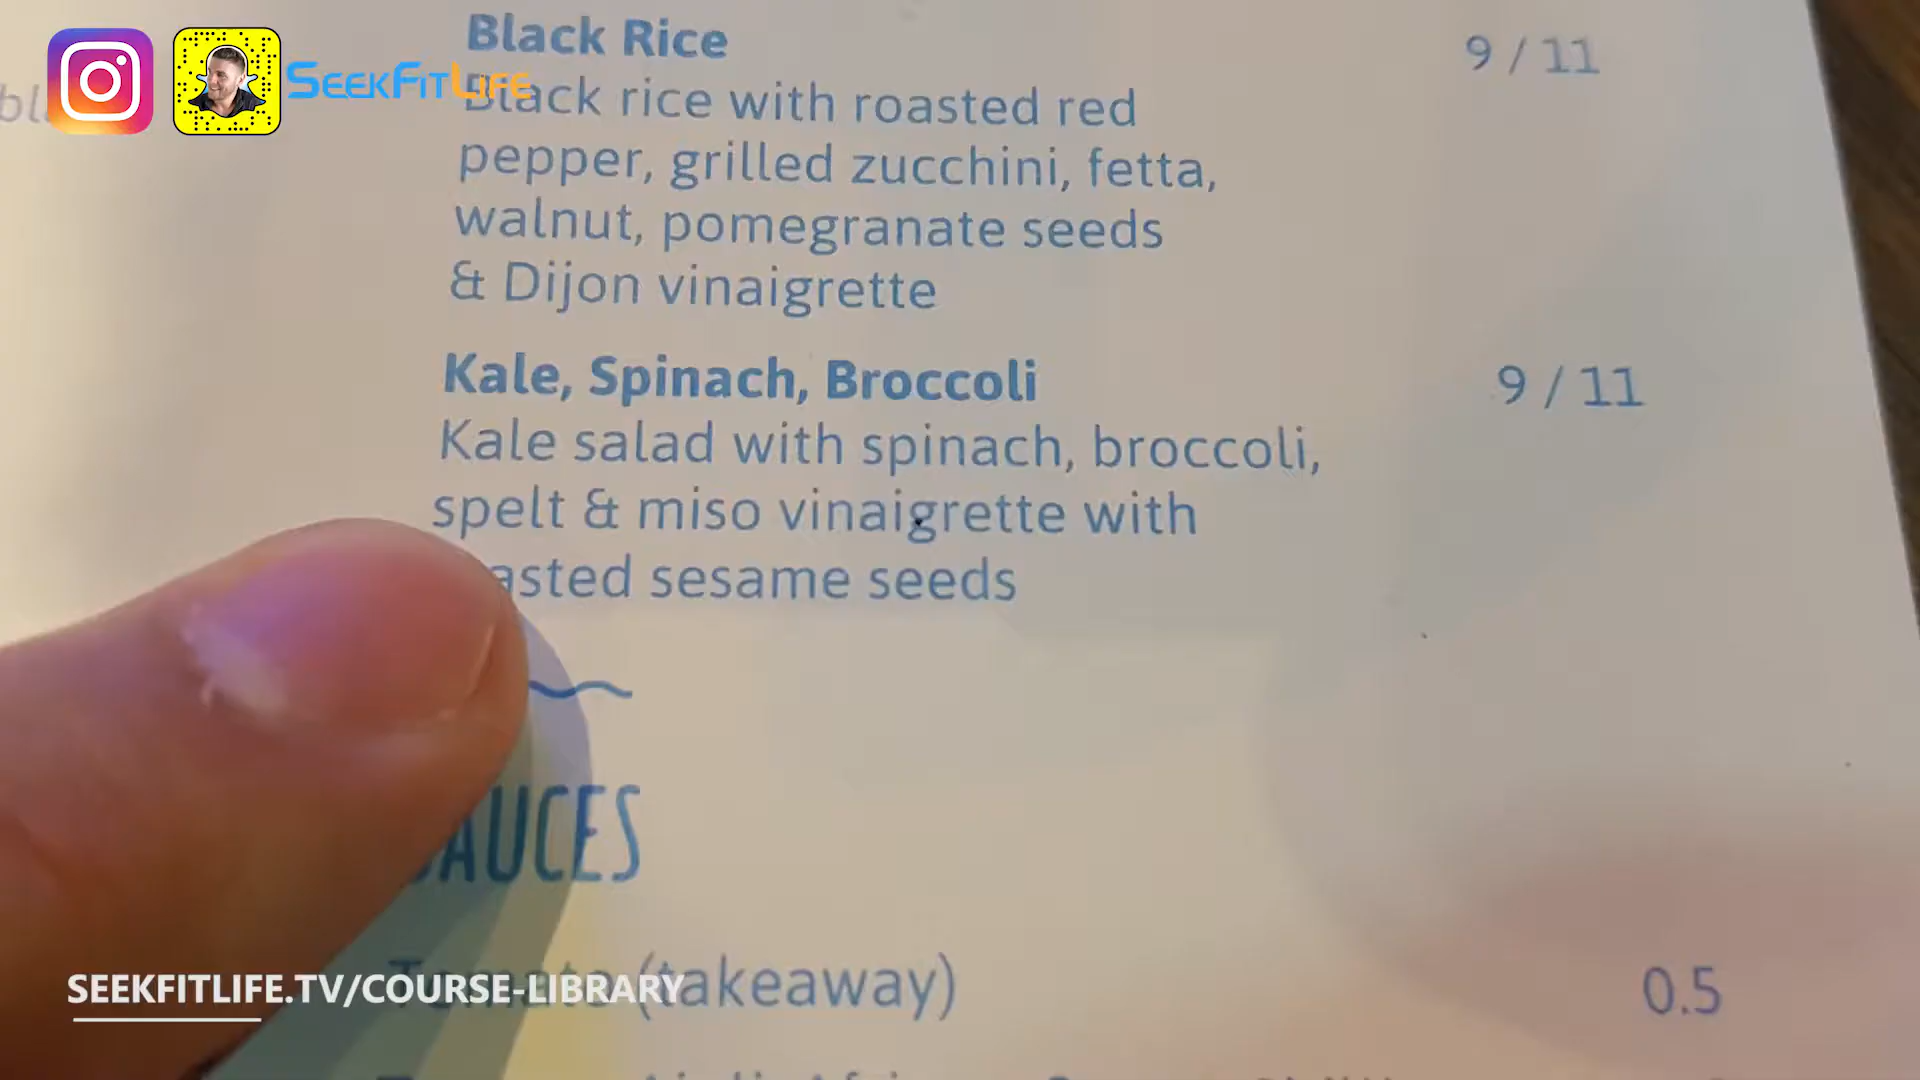 SEEKFITLIFE
Black Rice
9 / 11
Black rice with roasted red
pepper, grilled zucchini, fetta,
walnut, pomegranate seeds
& Dijon vinaigrette
Kale, Spinach, Broccoli
9 / 11
Kale salad with spinach, broccoli,
spelt & miso vinaigrette with
asted sesame seeds
AUCES
Tomato (takeaway)
0.5
SEEKFITLIFE.TV/COURSE-LIBRARY